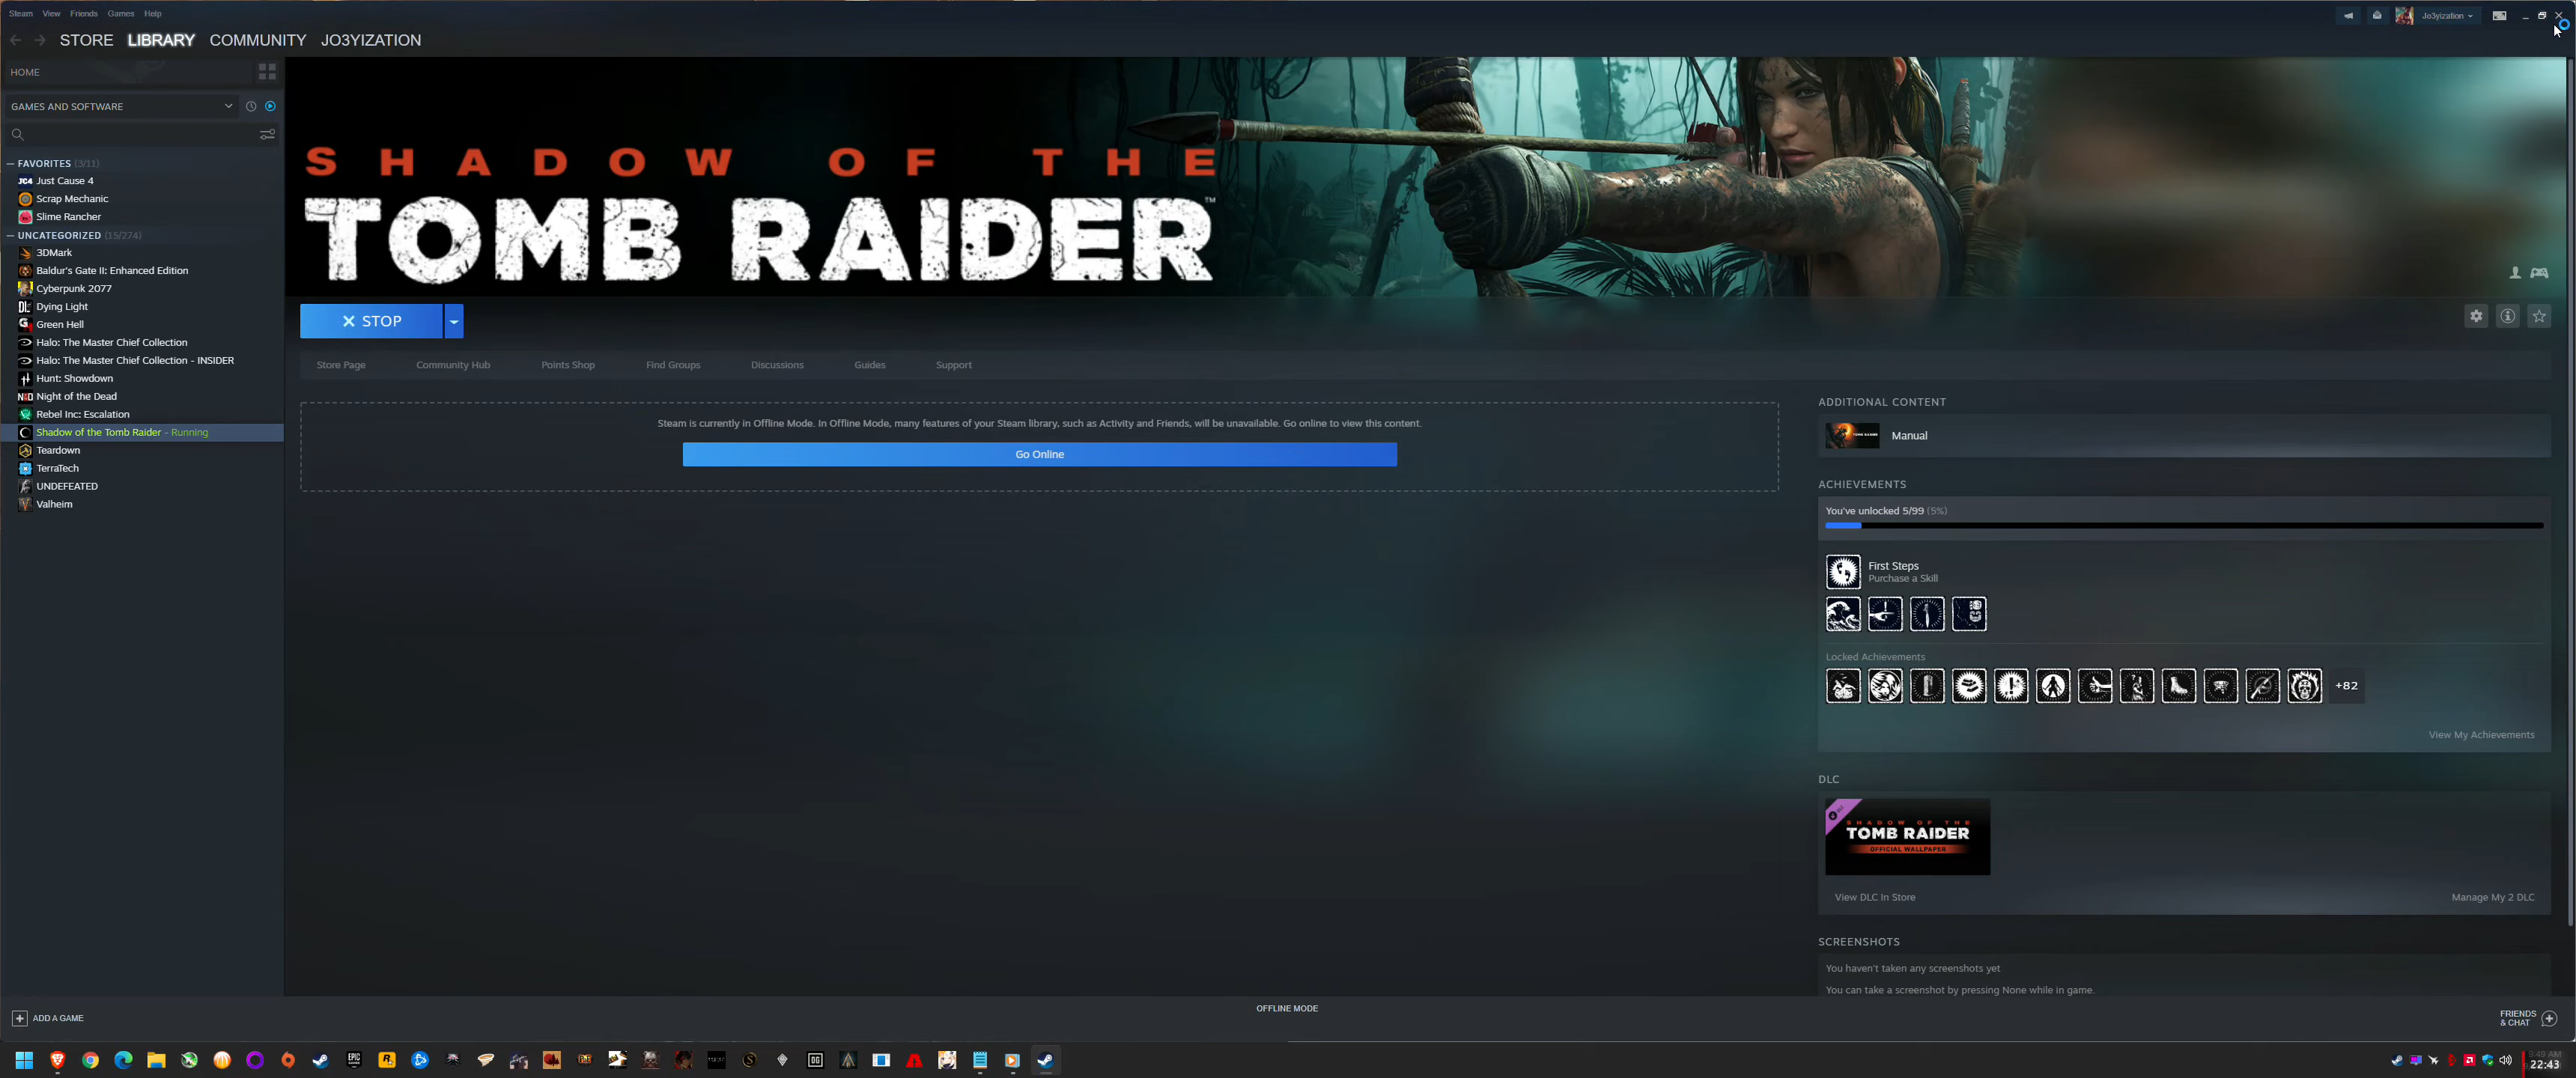 Steam View Friends Games Help
Jo3yization
STORE LIBRARY COMMUNITY JO3YIZATION
HOME
GAMES AND SOFTWARE
— FAVORITES (3/11)
JC4 Just Cause 4
Scrap Mechanic
Slime Rancher
— UNCATEGORIZED (15/274)
3DMark
Baldur's Gate II: Enhanced Edition
Cyberpunk 2077
DL Dying Light
Green Hell
Halo: The Master Chief Collection
Halo: The Master Chief Collection - INSIDER
Hunt: Showdown
Night of the Dead
Rebel Inc: Escalation
Shadow of the Tomb Raider - Running
Teardown
TerraTech
UNDEFEATED
Valheim
SHADOW OF THE
TOMB RAIDER™
STOP
Store Page Community Hub Points Shop Find Groups Discussions Guides Support
Steam is currently in Offline Mode. In Offline Mode, many features of your Steam library, such as Activity and Friends, will be unavailable. Go online to view this content.
Go Online
ADDITIONAL CONTENT
Manual
ACHIEVEMENTS
You've unlocked 5/99 (5%)
First Steps
Purchase a Skill
Locked Achievements
+82
View My Achievements
DLC
SHADOW OF THE
TOMB RAIDER
OFFICIAL WALLPAPER
View DLC In Store
Manage My 2 DLC
SCREENSHOTS
You haven't taken any screenshots yet
You can take a screenshot by pressing None while in game.
ADD A GAME
OFFLINE MODE
FRIENDS
& CHAT
EPIC
GAMES
OG
22:43